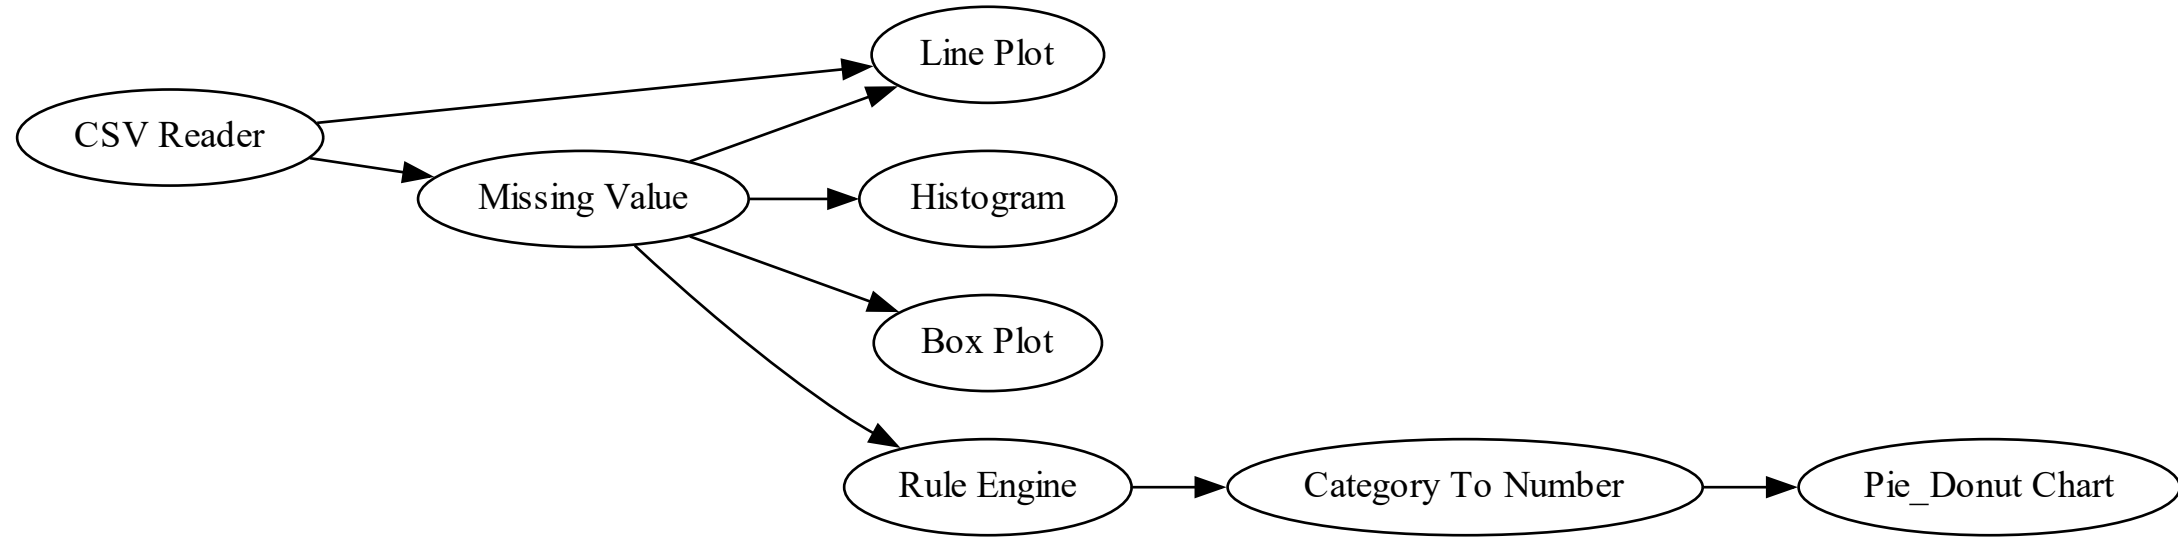 Line Plot
CSV Reader
Missing Value
Histogram
Box Plot
Rule Engine
Category To Number
Pie_Donut Chart